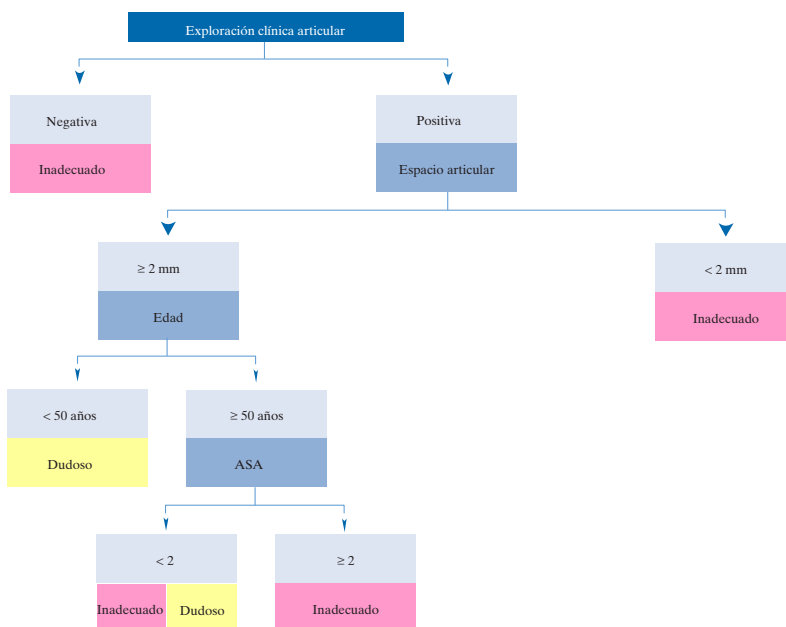 Exploración clínica articular
Negativa
Inadecuado
Positiva
Espacio articular
≥ 2 mm
Edad
< 2 mm
Inadecuado
< 50 años
Dudoso
≥ 50 años
ASA
< 2
Inadecuado
Dudoso
≥ 2
Inadecuado